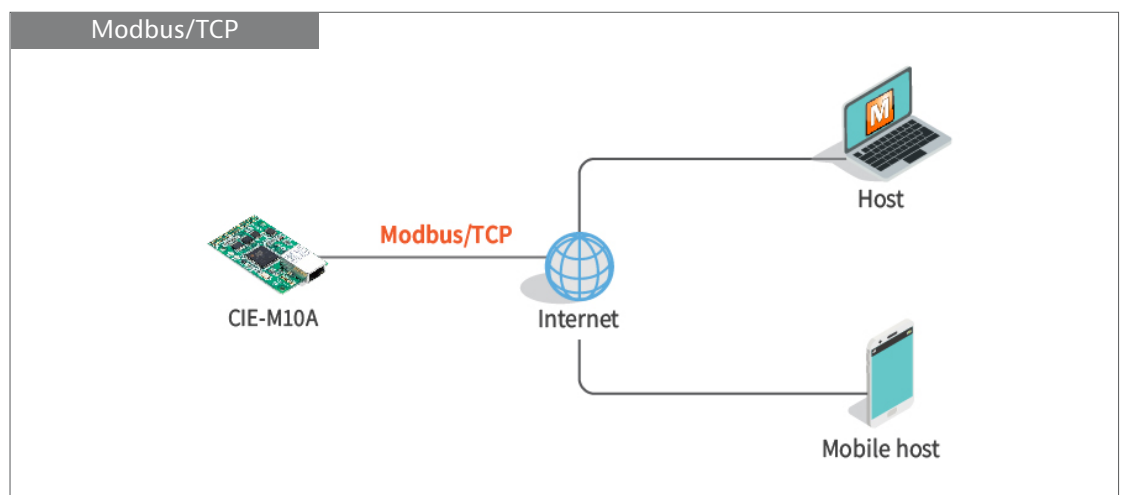 Modbus/TCP
M
Host
Modbus/TCP
CIE-M10A
Internet
Mobile host